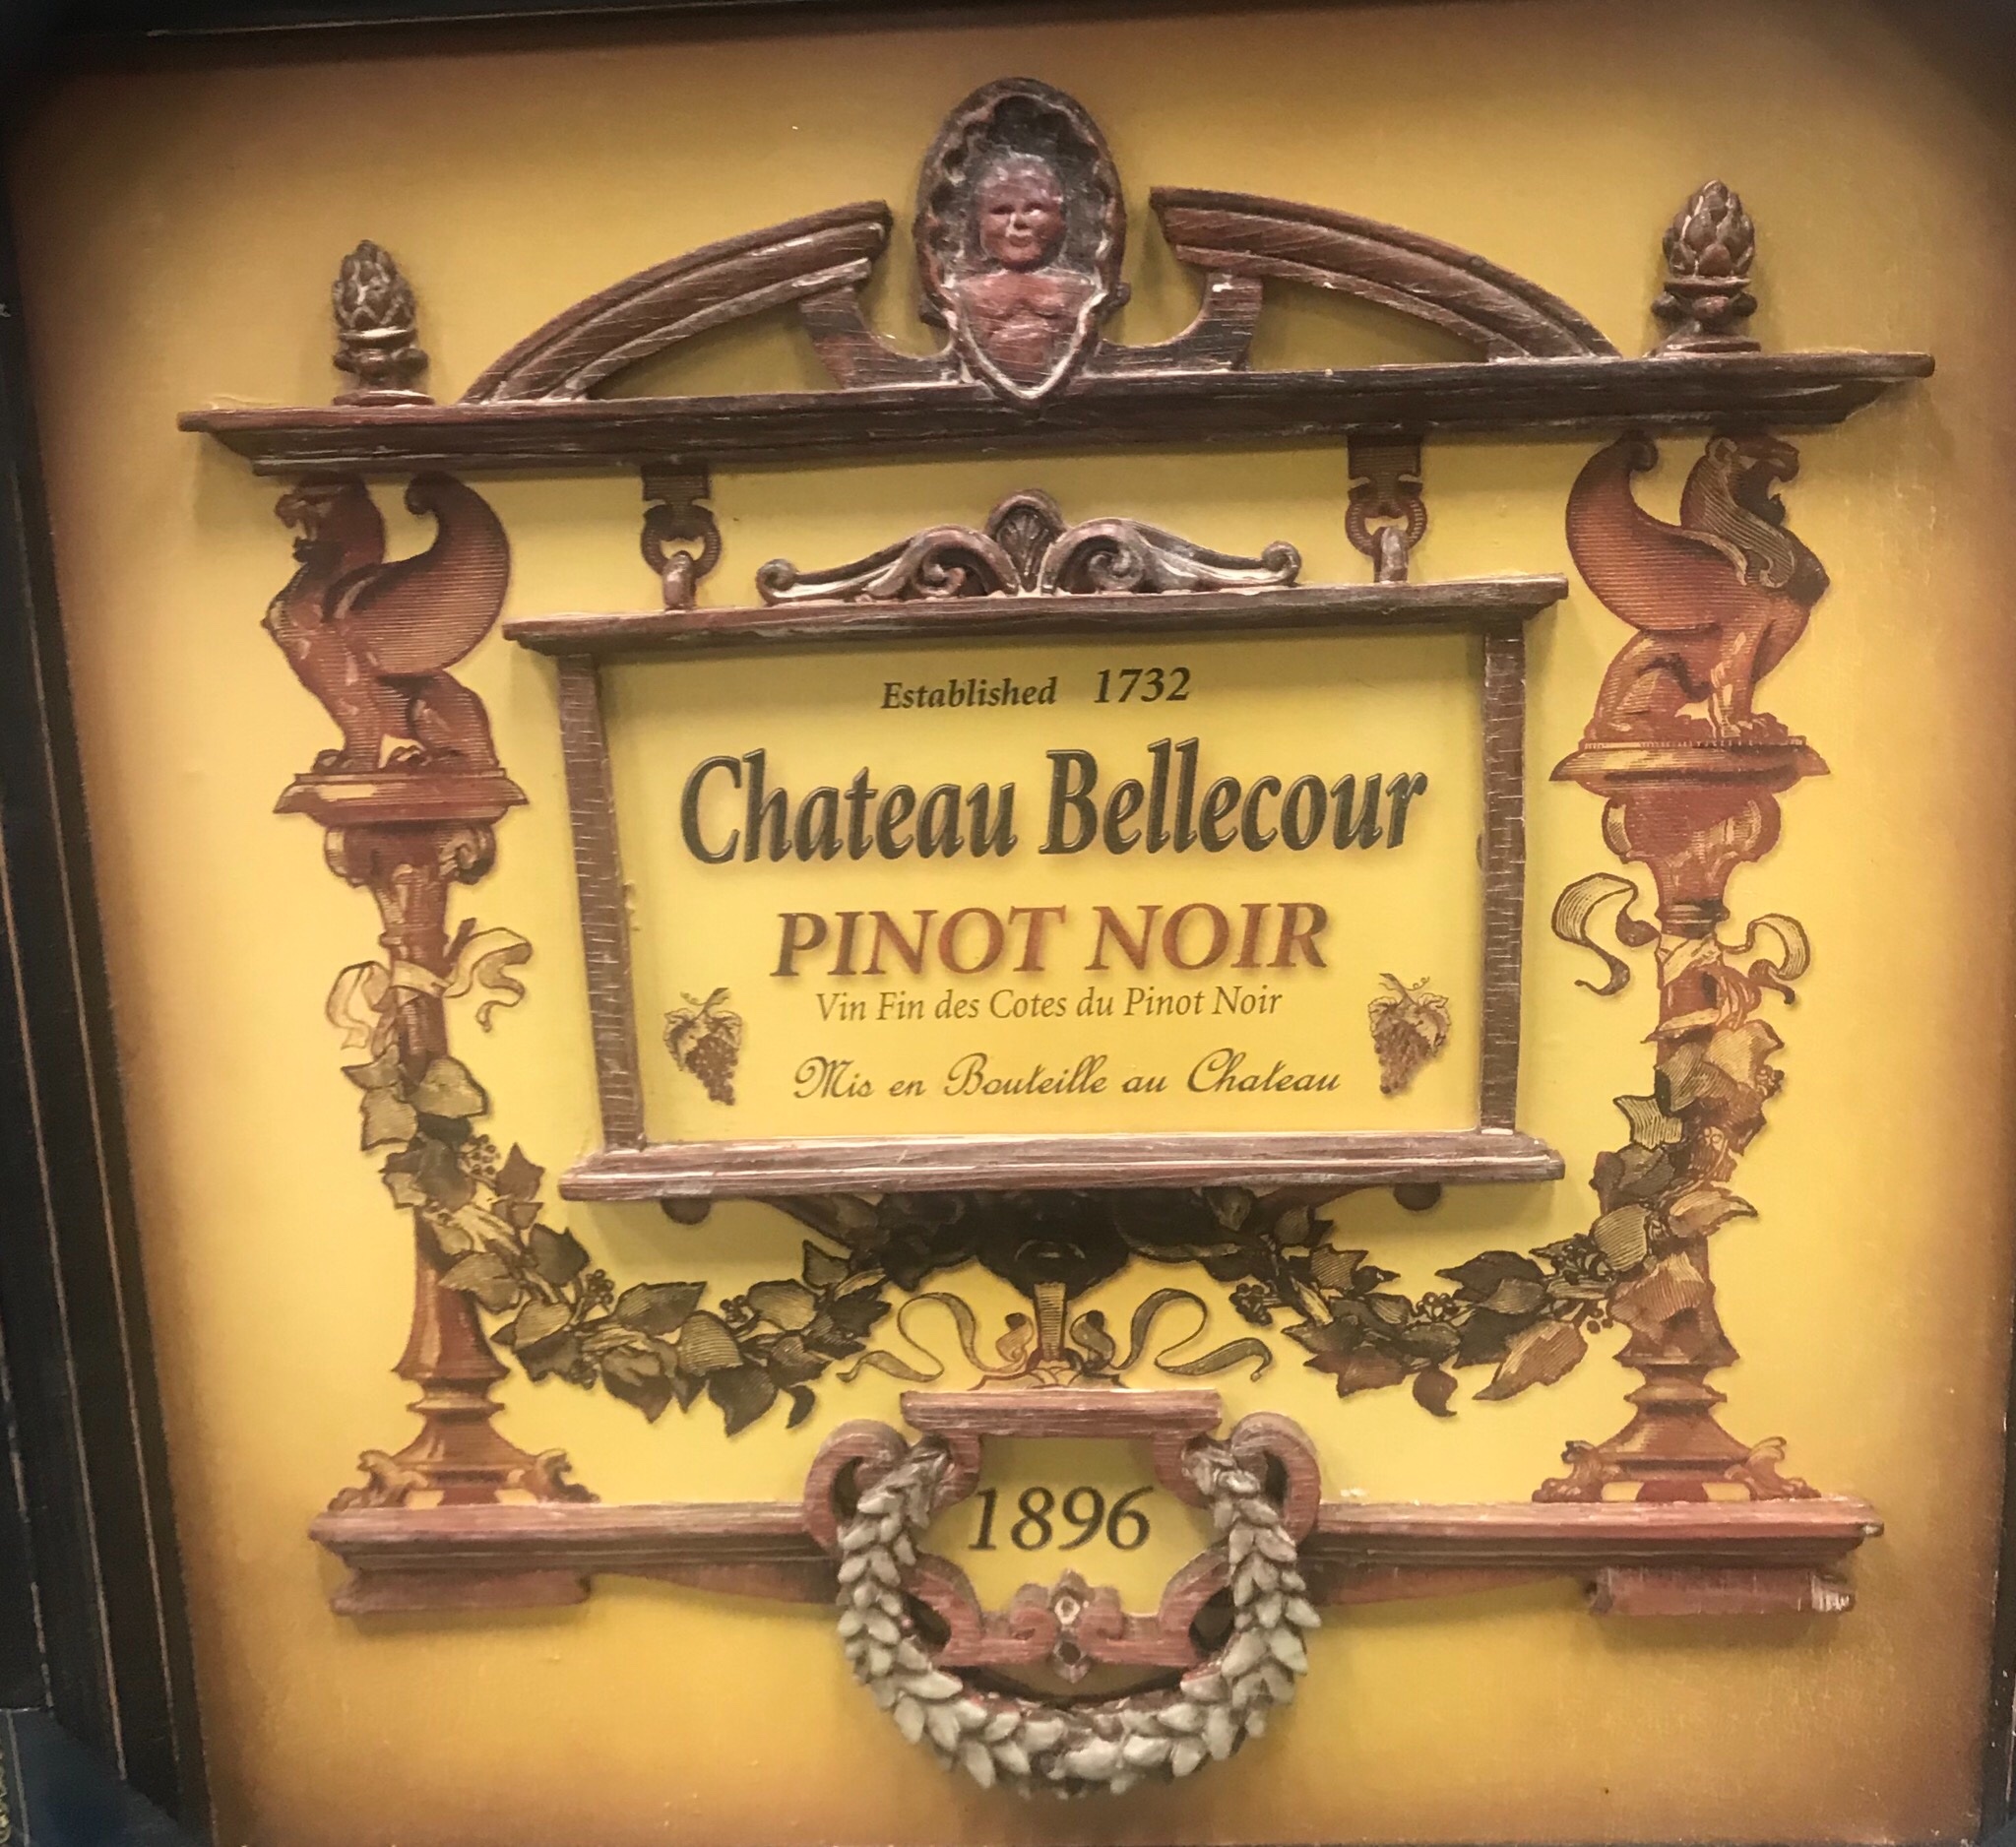 Established 1732
Chateau Bellecour
PINOT NOIR
Vin Fin des Cotes du Pinot Noir
Mis en Bouteille au Chateau
1896